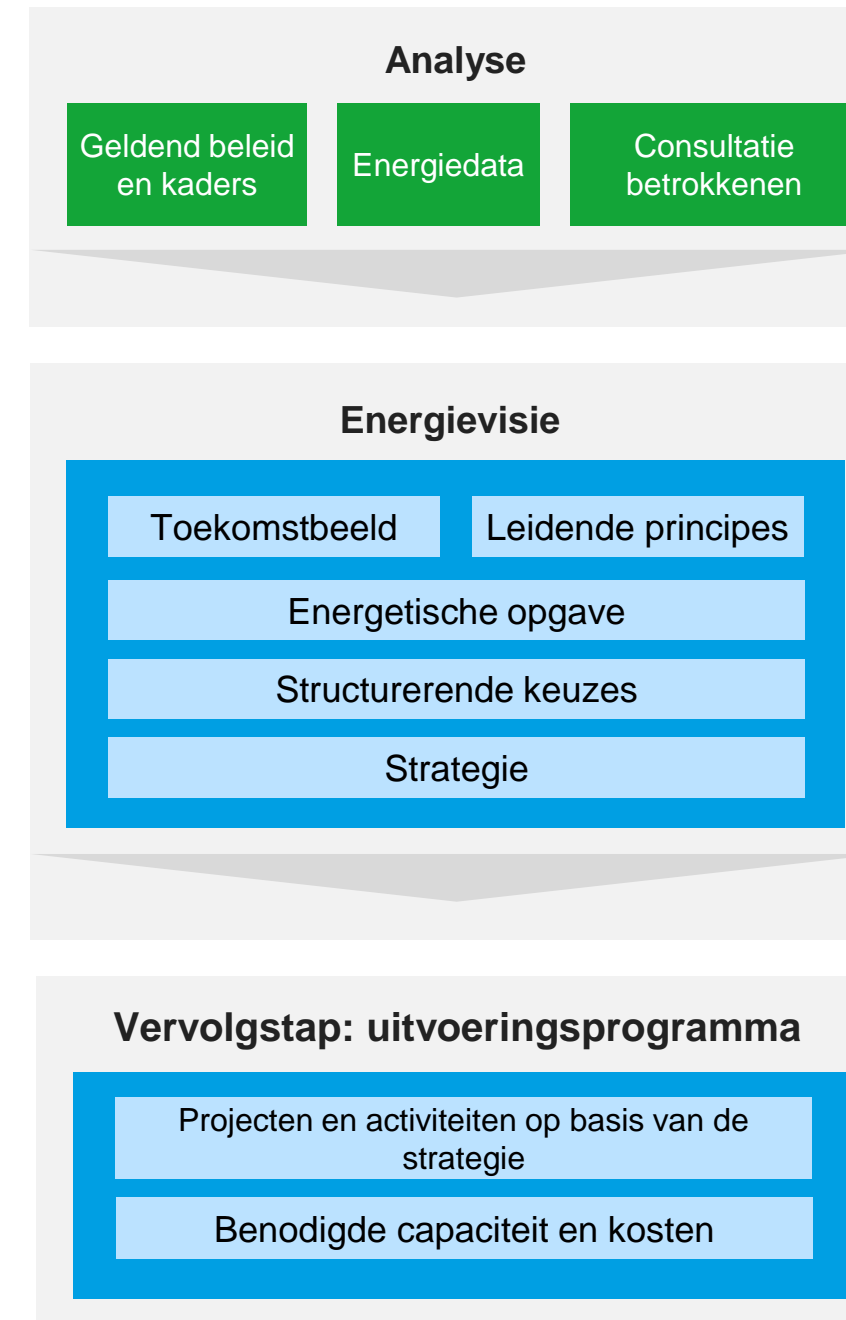 Analyse
Geldend beleid
en kaders
Energiedata
Consultatie
betrokkenen
Energievisie
Toekomstbeeld
Leidende principes
Energetische opgave
Structurerende keuzes
Strategie
Vervolgstap: uitvoeringsprogramma
Projecten en activiteiten op basis van de
strategie
Benodigde capaciteit en kosten